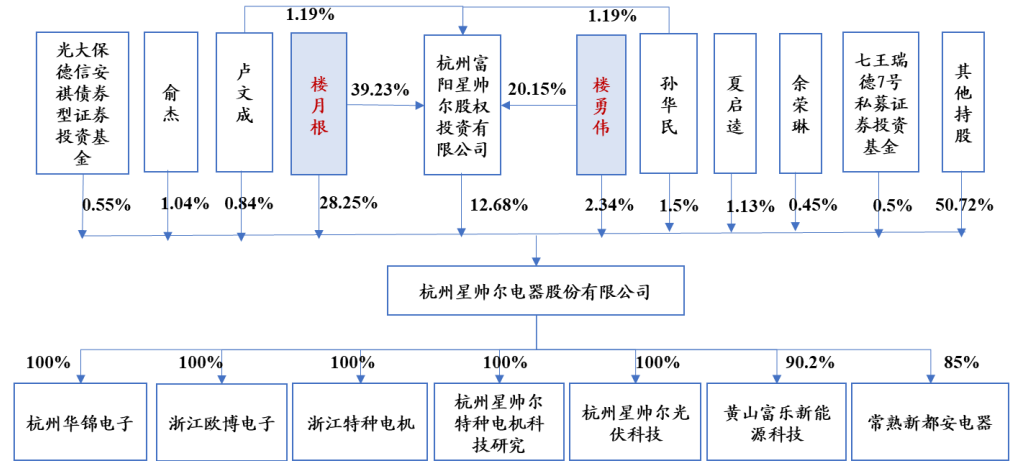 1.19%
1.19%
光大保
德信安
祺债券
型证券
投资基
金
俞
杰
卢
文
成
楼
月
根
39.23%
杭州富
阳星帅
尔股权
投资有
限公司
20.15%
楼
勇
伟
孙
华
民
夏
启
逵
余
荣
琳
七王瑞
德7号
私募证
券投资
基金
其
他
持
股
0.55%
1.04%
0.84%
28.25%
12.68%
2.34%
1.5%
1.13%
0.45%
0.5%
50.72%
杭州星帅尔电器股份有限公司
100%
100%
100%
100%
100%
90.2%
85%
杭州华锦电子
浙江欧博电子
浙江特种电机
杭州星帅尔
特种电机科
技研究
杭州星帅尔光
伏科技
黄山富乐新能
源科技
常熟新都安电器